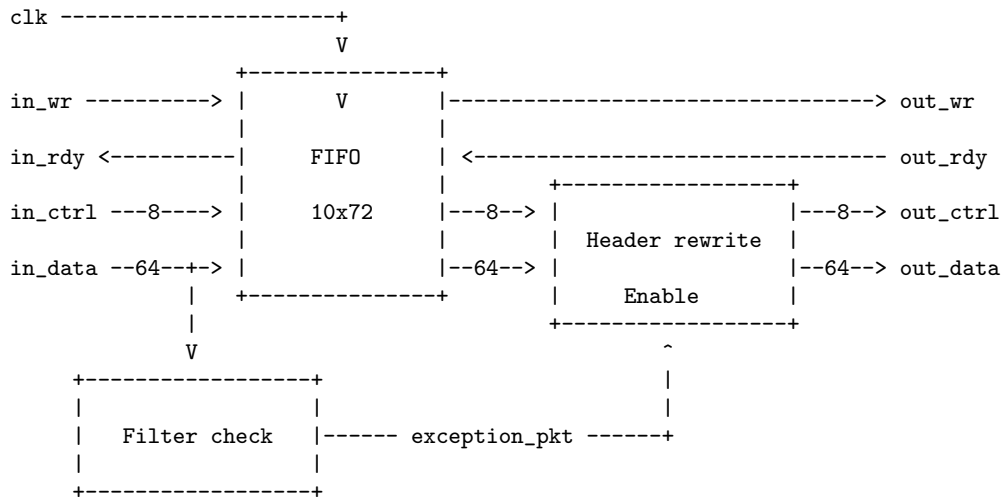 clk ----------------------+
V
+---------------+
in_wr ----------> | V |--------------------------------> out_wr
| |
in_rdy <----------| FIFO | <------------------------------- out_rdy
| | +-----------------+
in_ctrl ---8----> | 10x72 |---8--> | |---8--> out_ctrl
| | | Header rewrite |
in_data --64--+-> | |--64--> | |--64--> out_data
| +---------------+ | Enable |
| +-----------------+
V ^
+-----------------+ |
| | |
| Filter check |------ exception_pkt ------+
| |
+-----------------+